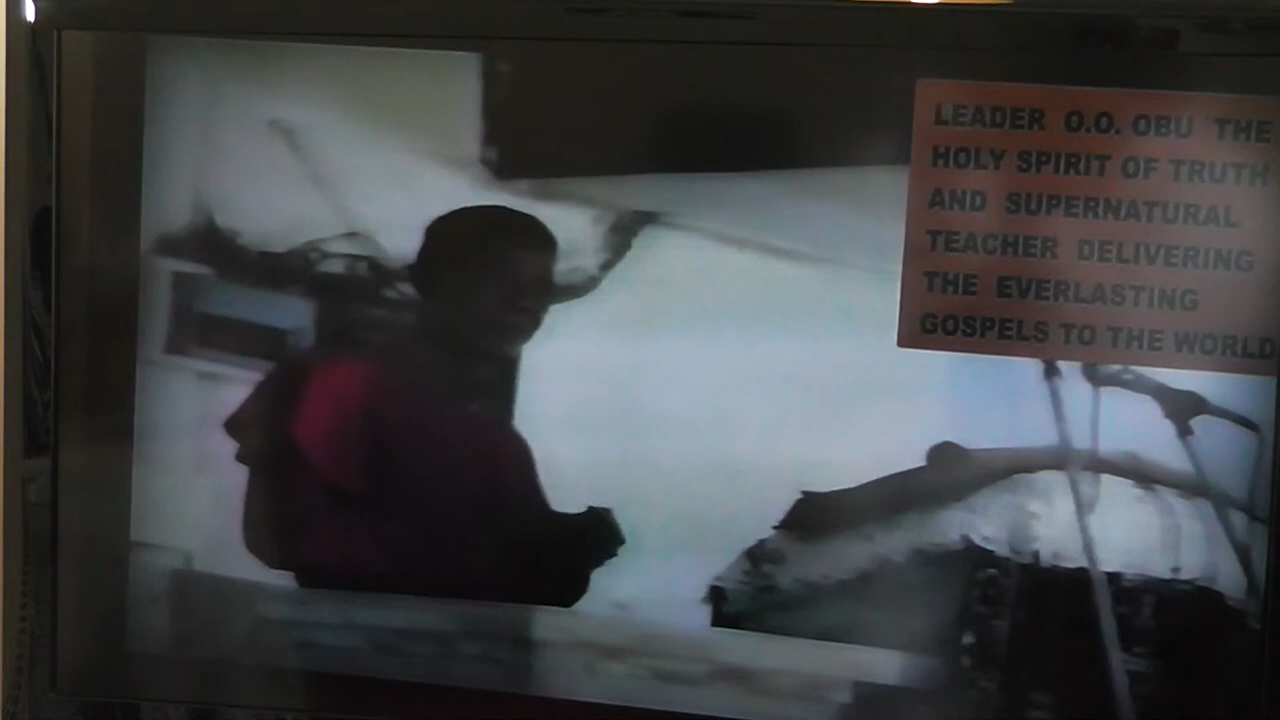 LEADER O.O. OBU THE
HOLY SPIRIT OF TRUTH
AND SUPERNATURAL
TEACHER DELIVERING
THE EVERLASTING
GOSPELS TO THE WORLD